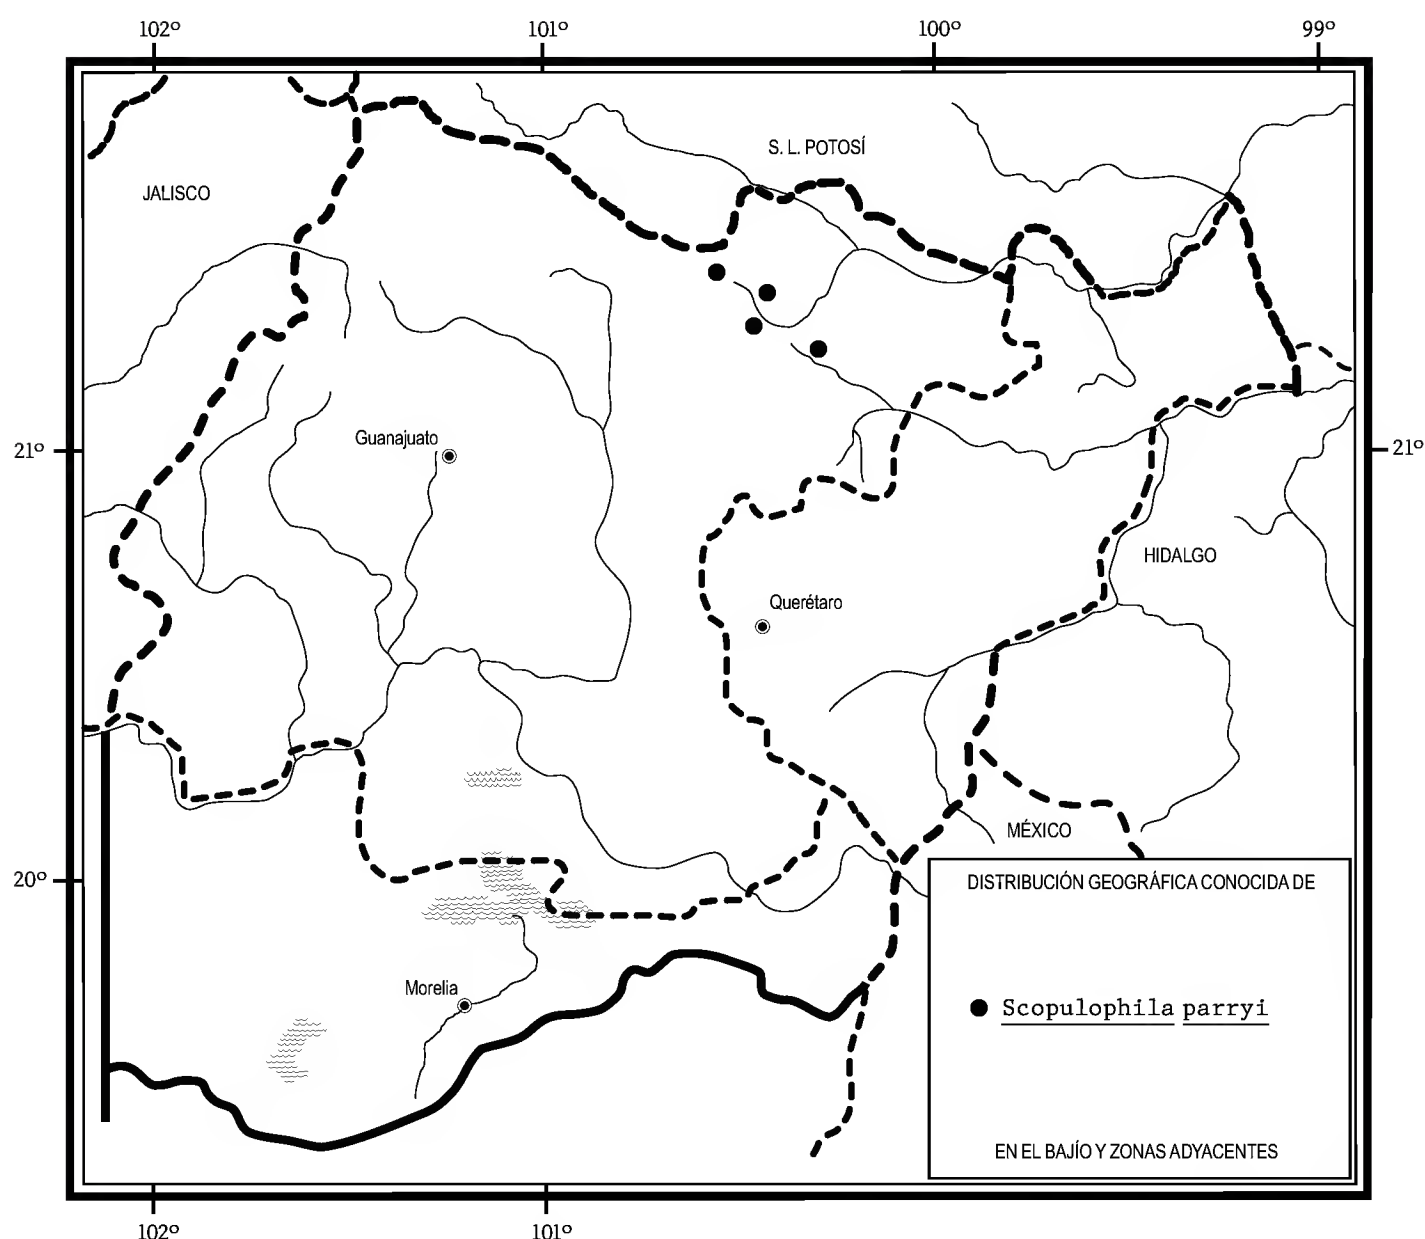 102º 101º 100º 99º
S. L. POTOSÍ
JALISCO
Guanajuato
21º 21º
HIDALGO
Querétaro
MÉXICO
20º
DISTRIBUCIÓN GEOGRÁFICA CONOCIDA DE
Morelia
Scopulophila parryi
EN EL BAJÍO Y ZONAS ADYACENTES
102º 101º